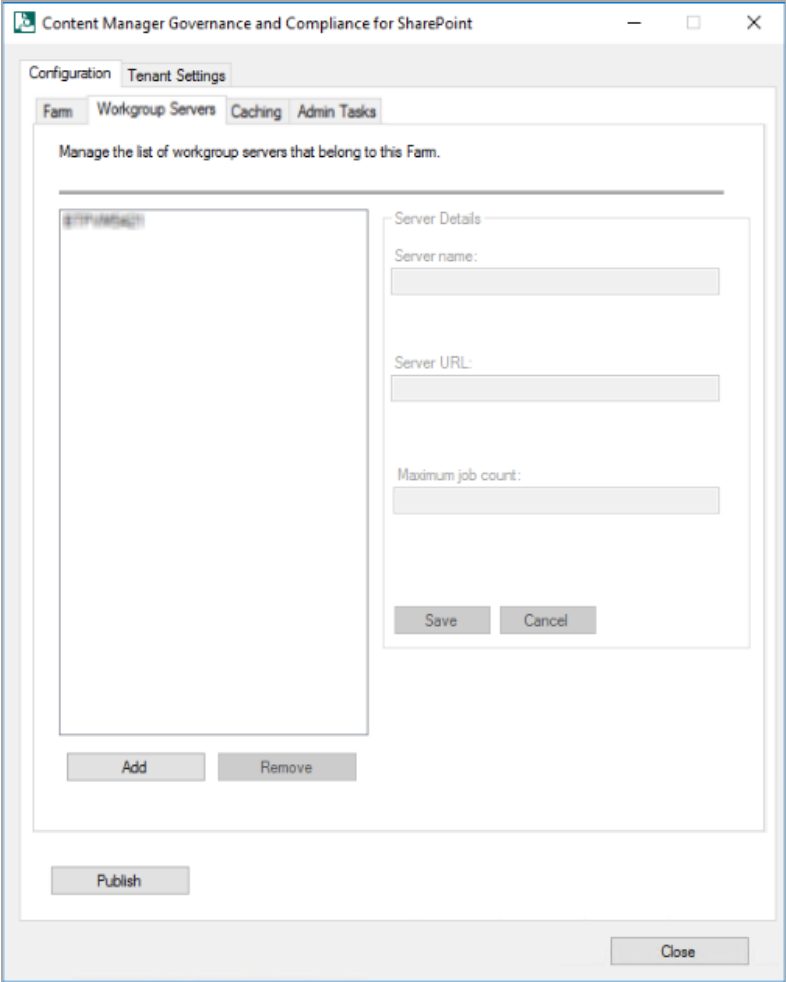 Content Manager Governance and Compliance for SharePoint
Configuration Tenant Settings
Farm Workgroup Servers Caching Admin Tasks
Manage the list of workgroup servers that belong to this Farm.
Server Details
Server name:
Server URL:
Maximum job count:
Save Cancel
Add Remove
Publish
Close